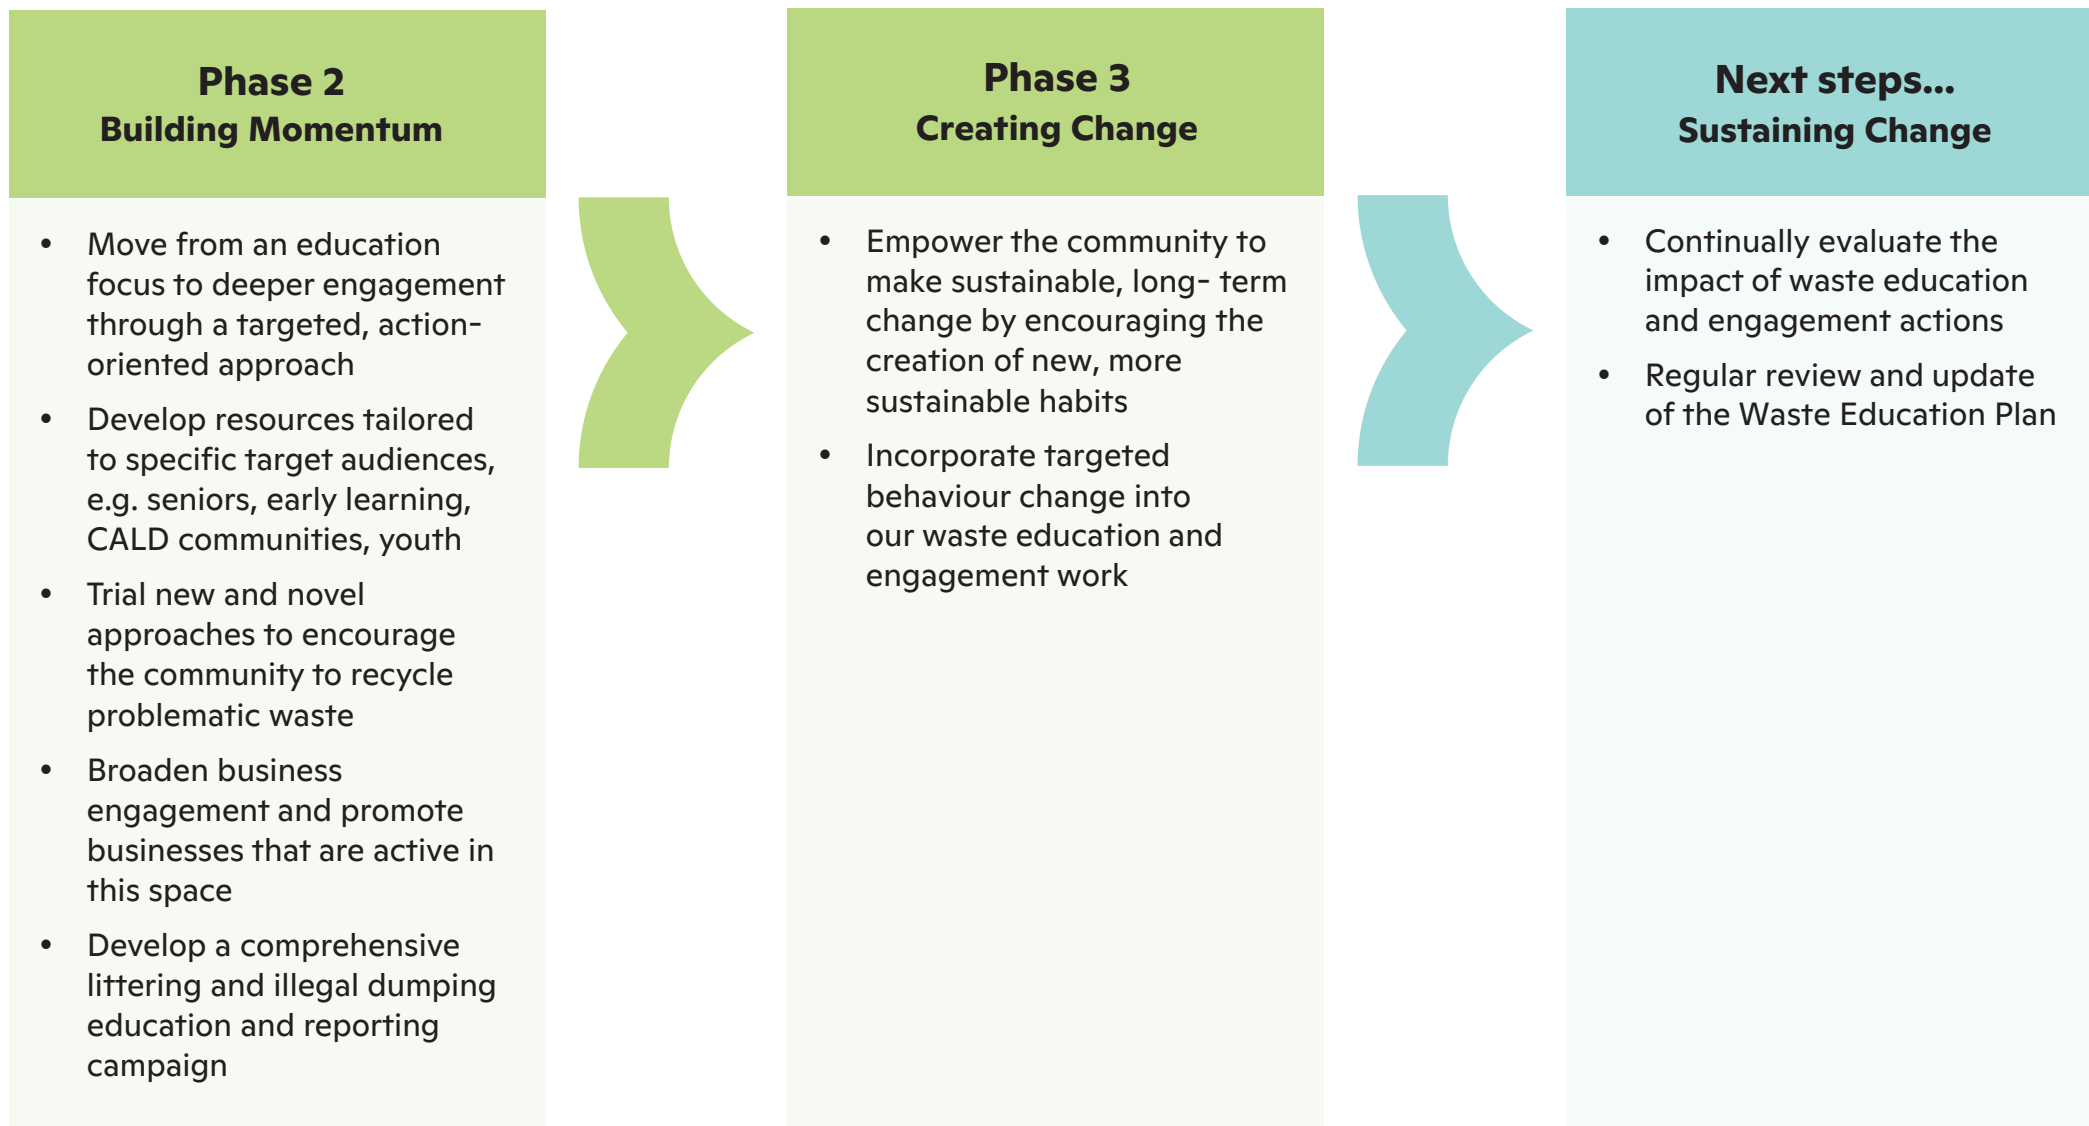 Phase 2
Building Momentum
• Move from an education
focus to deeper engagement
through a targeted, action-
oriented approach
• Develop resources tailored
to specific target audiences,
e.g. seniors, early learning,
CALD communities, youth
• Trial new and novel
approaches to encourage
the community to recycle
problematic waste
• Broaden business
engagement and promote
businesses that are active in
this space
• Develop a comprehensive
littering and illegal dumping
education and reporting
campaign
Phase 3
Creating Change
• Empower the community to
make sustainable, long- term
change by encouraging the
creation of new, more
sustainable habits
• Incorporate targeted
behaviour change into
our waste education and
engagement work
Next steps...
Sustaining Change
• Continually evaluate the
impact of waste education
and engagement actions
• Regular review and update
of the Waste Education Plan